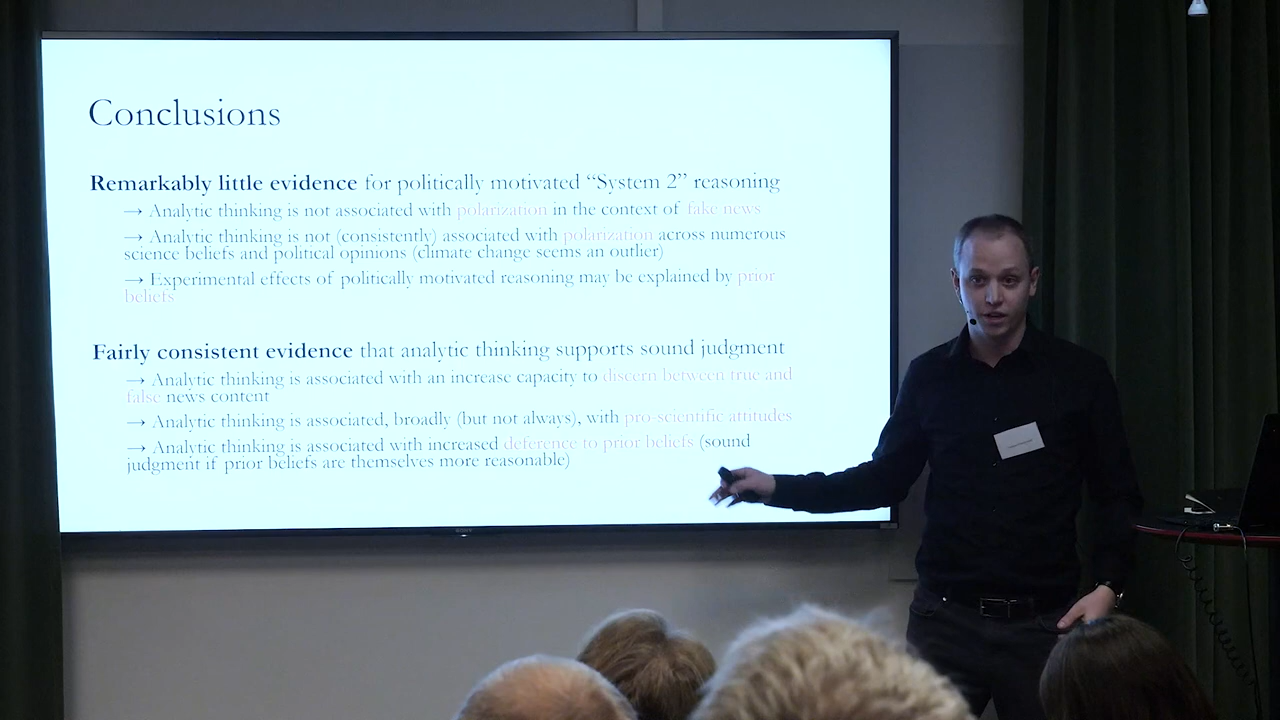 Conclusions
Remarkably little evidence for politically motivated “System 2” reasoning
→ Analytic thinking is not associated with polarization in the context of fake news
→ Analytic thinking is not (consistently) associated with polarization across numerous
science beliefs and political opinions (climate change seems an outlier)
→ Experimental effects of politically motivated reasoning may be explained by prior
beliefs
Fairly consistent evidence that analytic thinking supports sound judgment
→ Analytic thinking is associated with an increase capacity to discern between true and
false news content
→ Analytic thinking is associated, broadly (but not always), with pro-scientific attitudes
→ Analytic thinking is associated with increased deference to prior beliefs (sound
judgment if prior beliefs are themselves more reasonable)
SONY